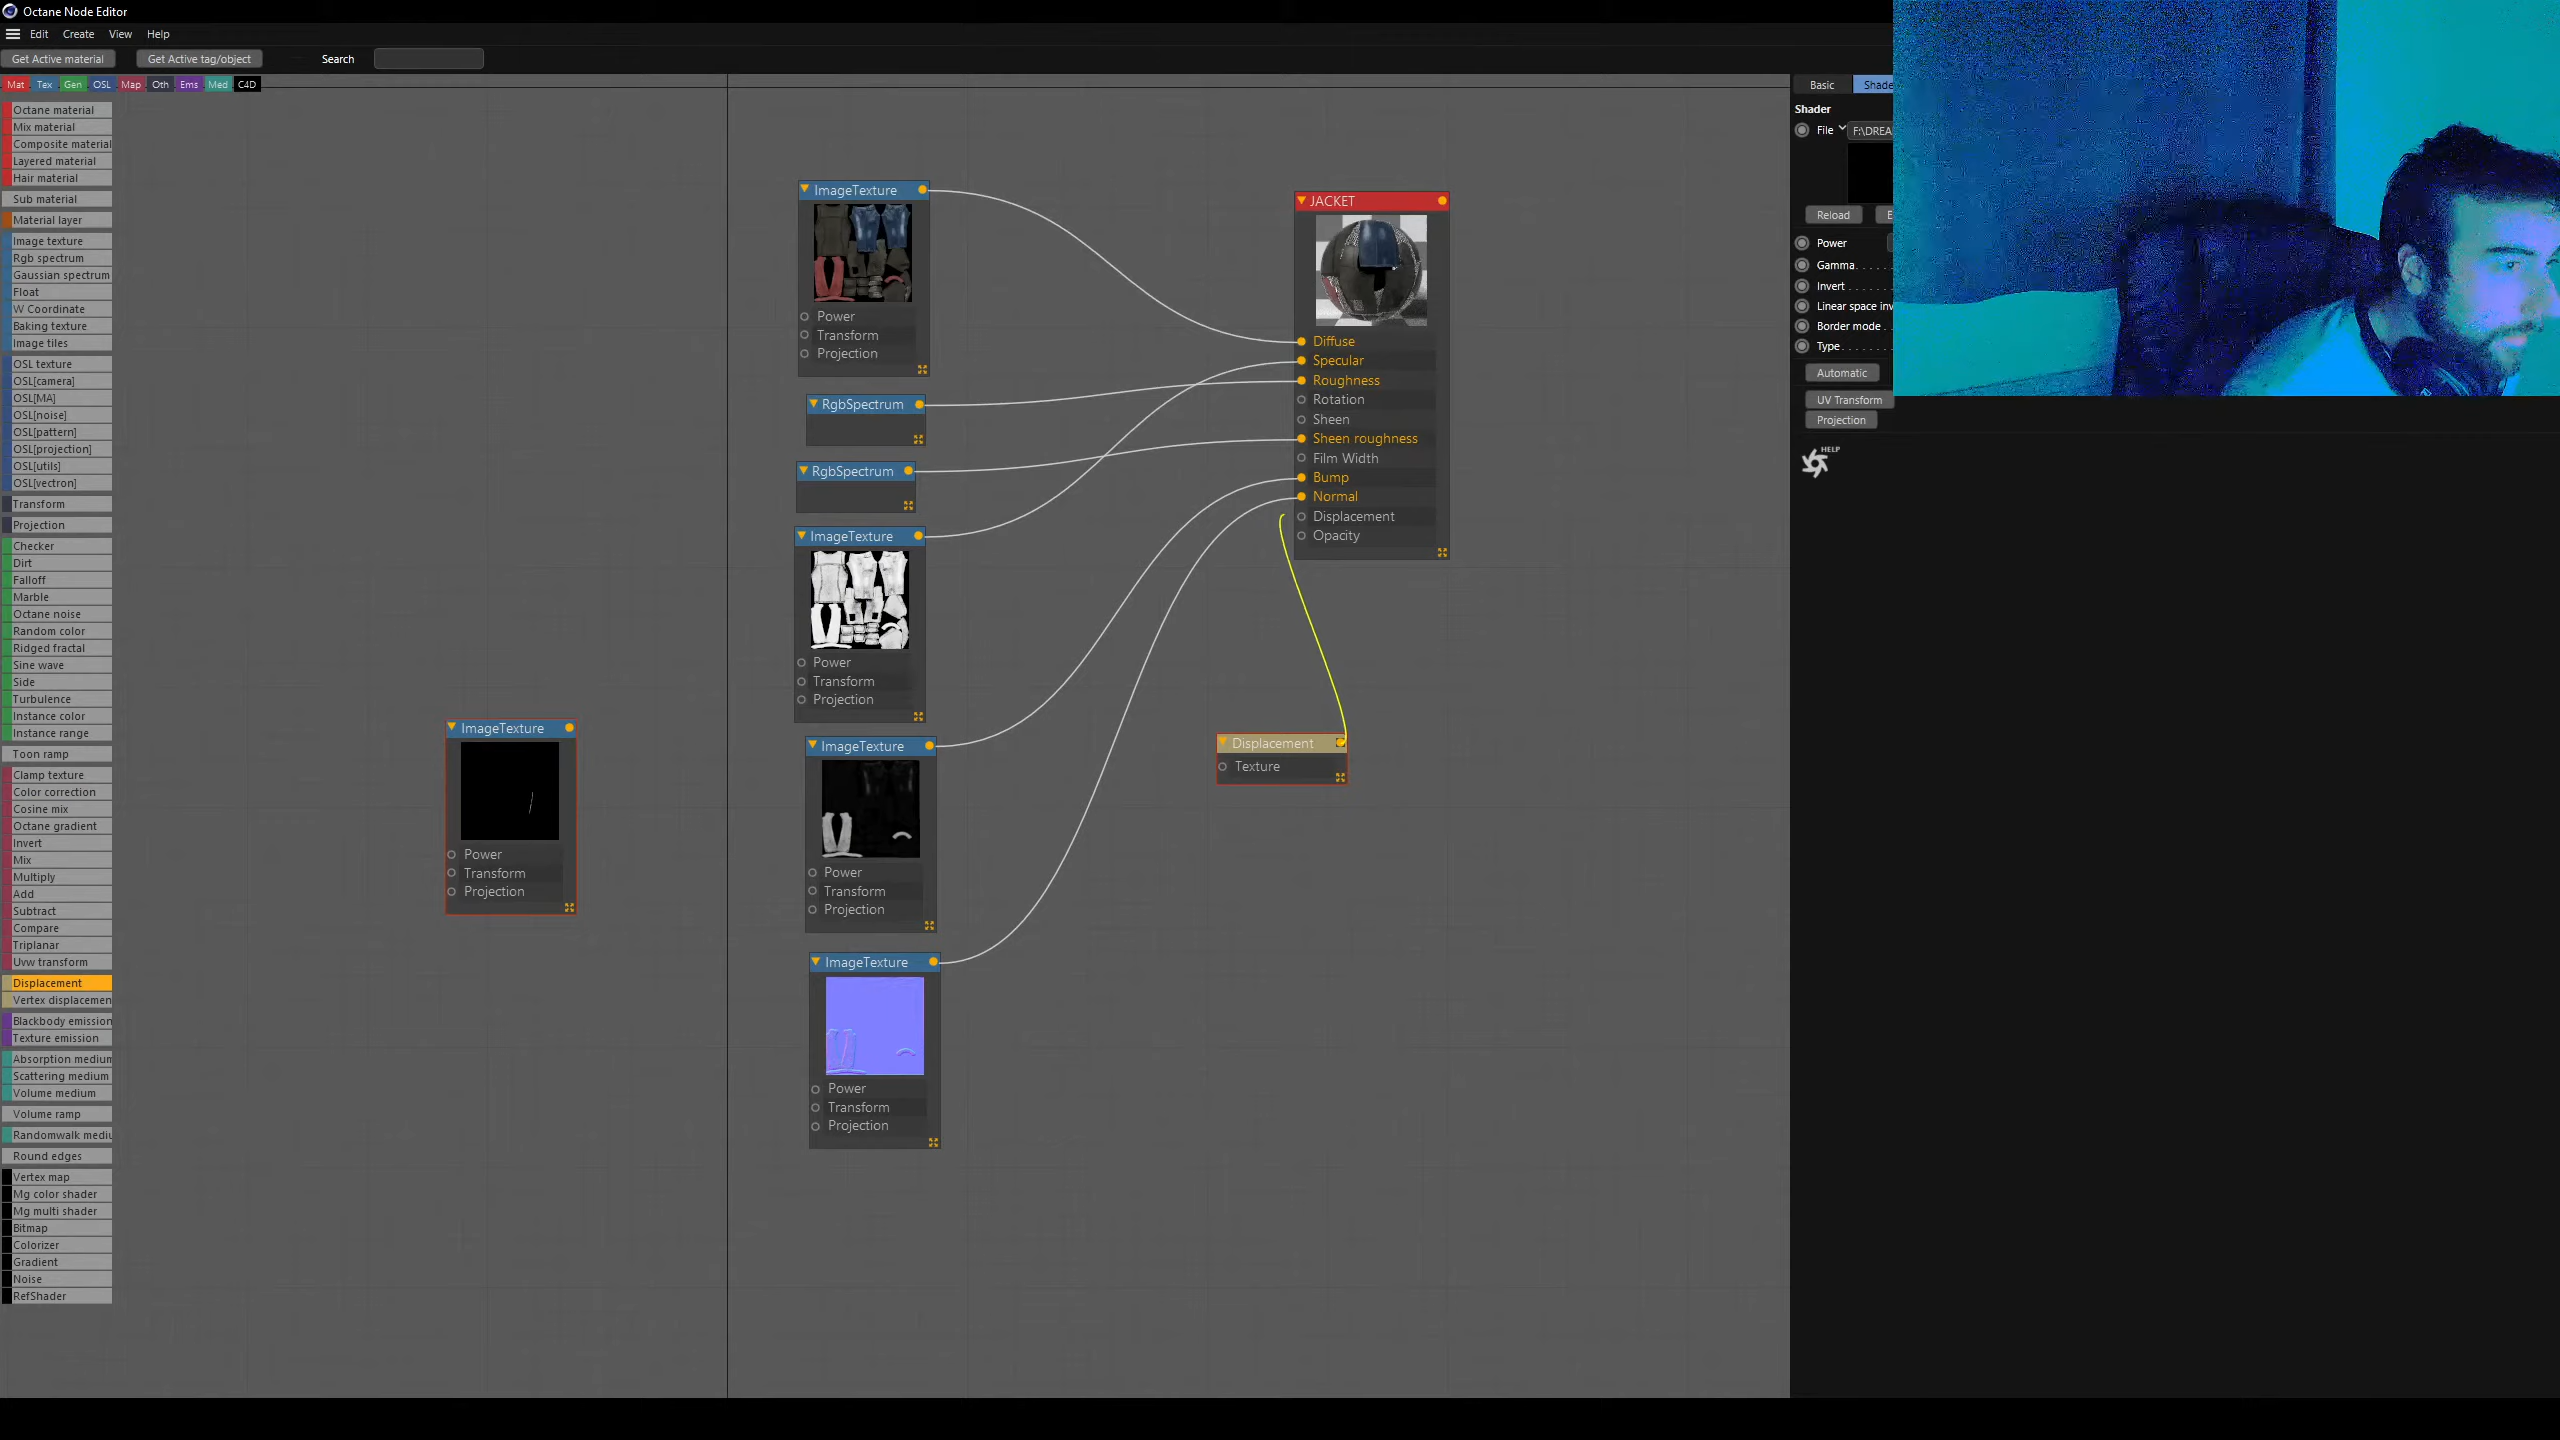 Octane Node Editor
Edit Create View Help
Get Active material Get Active tag/object Search
Mat Tex Gen OSL Map Oth Ems Med C4D
Octane material
Mix material
Composite material
Layered material
Hair material
Sub material
Material layer
Image texture
Rgb spectrum
Gaussian spectrum
Float
W Coordinate
Baking texture
Image tiles
OSL texture
OSL[camera]
OSL[MA]
OSL[noise]
OSL[pattern]
OSL[projection]
OSL[utils]
OSL[vectron]
Transform
Projection
Checker
Dirt
Falloff
Marble
Octane noise
Random color
Ridged fractal
Sine wave
Side
Turbulence
Instance color
Instance range
Toon ramp
Clamp texture
Color correction
Cosine mix
Octane gradient
Invert
Mix
Multiply
Add
Subtract
Compare
Triplanar
Uvw transform
Displacement
Vertex displacemen
Blackbody emission
Texture emission
Absorption medium
Scattering medium
Volume medium
Volume ramp
Randomwalk mediu
Round edges
Vertex map
Mg color shader
Mg multi shader
Bitmap
Colorizer
Gradient
Noise
RefShader
ImageTexture
Power
Transform
Projection
ImageTexture
Power
Transform
Projection
RgbSpectrum
RgbSpectrum
ImageTexture
Power
Transform
Projection
ImageTexture
Power
Transform
Projection
ImageTexture
Power
Transform
Projection
JACKET
Diffuse
Specular
Roughness
Rotation
Sheen
Sheen roughness
Film Width
Bump
Normal
Displacement
Opacity
Displacement
Texture
Basic Shade
Shader
File F:\DREA
Reload E
Power
Gamma. . . .
Invert . . . .
Linear space inv
Border mode . .
Type. . . . .
Automatic
UV Transform
Projection
HELP